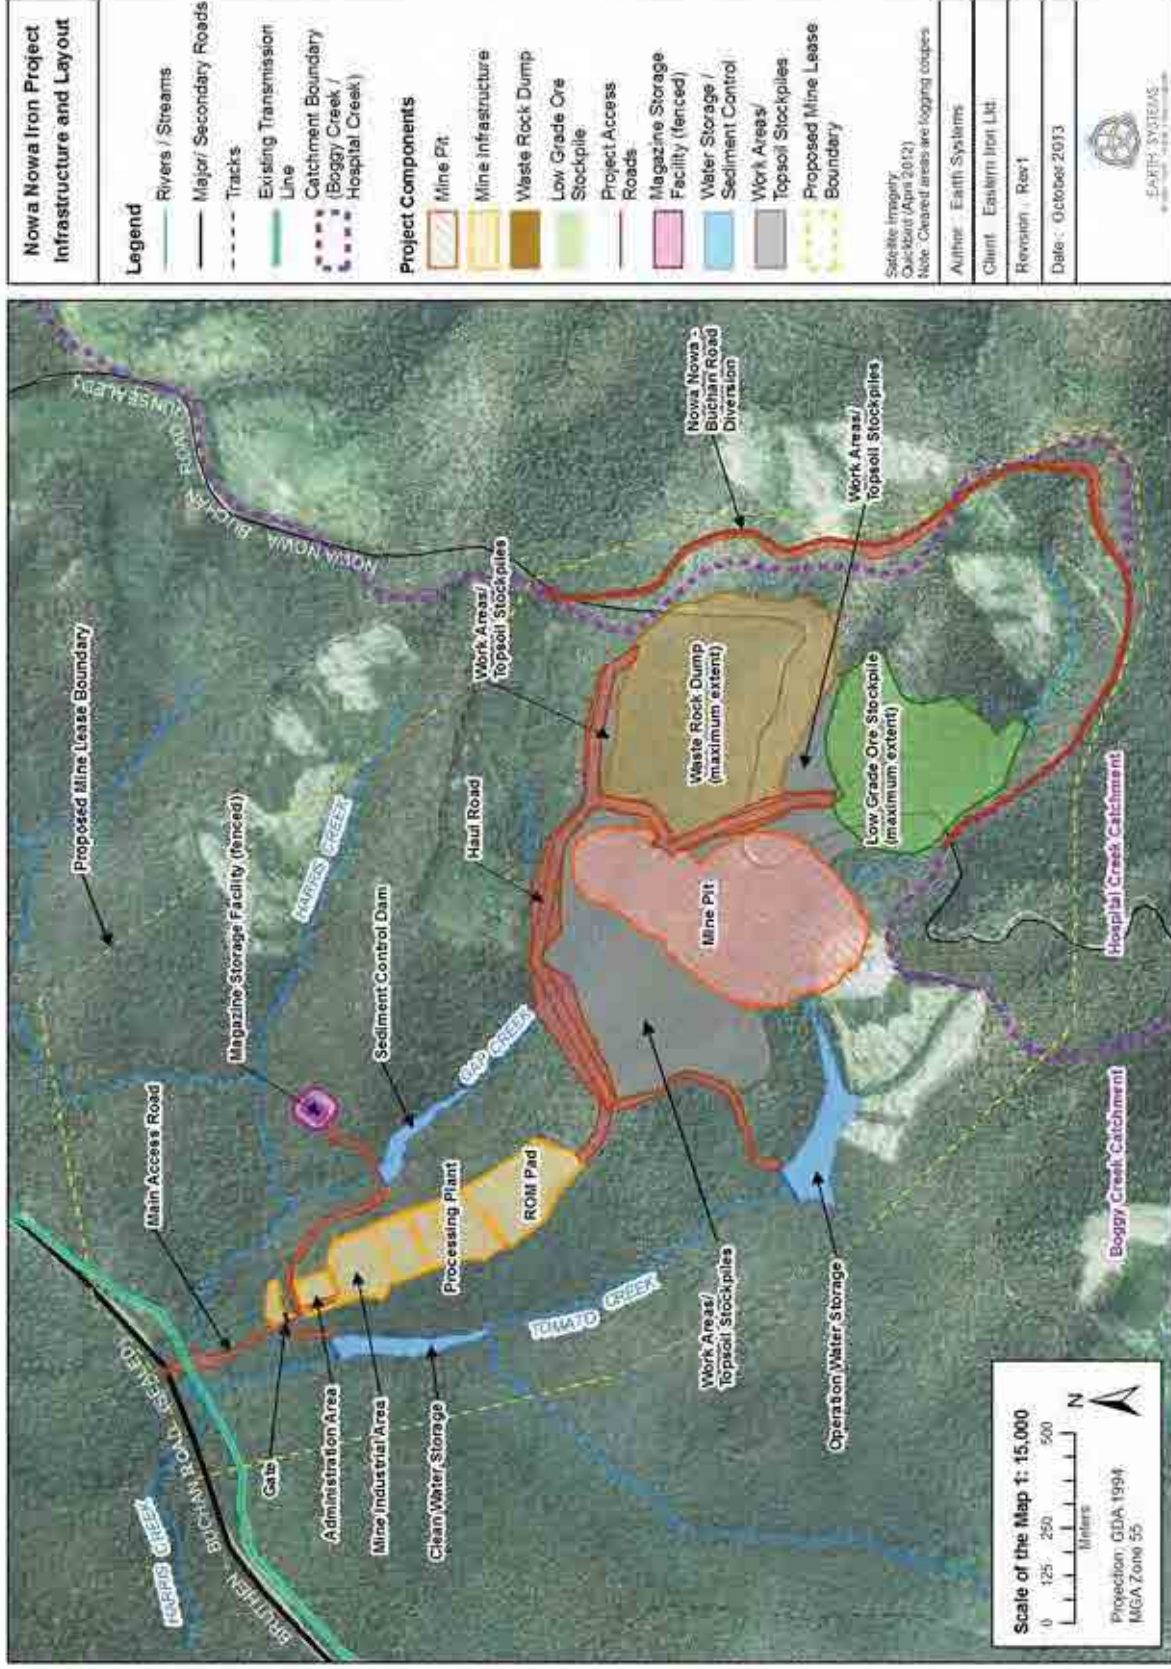 Nowa Nowa Iron Project
Infrastructure and Layout
Legend
Rivers / Streams
Major/ Secondary Roads
Tracks
Existing Transmission
Line
Catchment Boundary
(Boggy Creek /
Hospital Creek)
Project Components
Mine Pit
Mine Infrastructure
Waste Rock Dump
Low Grade Ore
Stockpile
Project Access
Roads
Magazine Storage
Facility (fenced)
Water Storage /
Sediment Control
Work Areas/
Topsoil Stockpiles
Proposed Mine Lease
Boundary
Satellite Imagery
Quickbird (April 2012)
Note: Cleared areas are logging coupes
Author: Earth Systems
Client: Eastern Iron Ltd.
Revision: Rev1
Date: October 2013
EARTH SYSTEMS
HARRIS CREEK
BRUTHEN BUCHAN ROAD (SEALED)
Gate
Administration Area
Mine Industrial Area
Clean Water Storage
Main Access Road
Magazine Storage Facility (fenced)
Proposed Mine Lease Boundary
HARRIS CREEK
Sediment Control Dam
GAP CREEK
Haul Road
Processing Plant
ROM Pad
TOMATO CREEK
Work Areas/
Topsoil Stockpiles
NOWA NOWA BUCHAN ROAD (UNSEALED)
Nowa Nowa -
Buchan Road
Diversion
Waste Rock Dump
(maximum extent)
Mine Pit
Work Areas/
Topsoil Stockpiles
Operation Water Storage
Work Areas/
Topsoil Stockpiles
Low Grade Ore Stockpile
(maximum extent)
Boggy Creek Catchment
Hospital Creek Catchment
Scale of the Map 1: 15,000
0 125 250 500
Meters
N
Projection: GDA 1994
MGA Zone 55